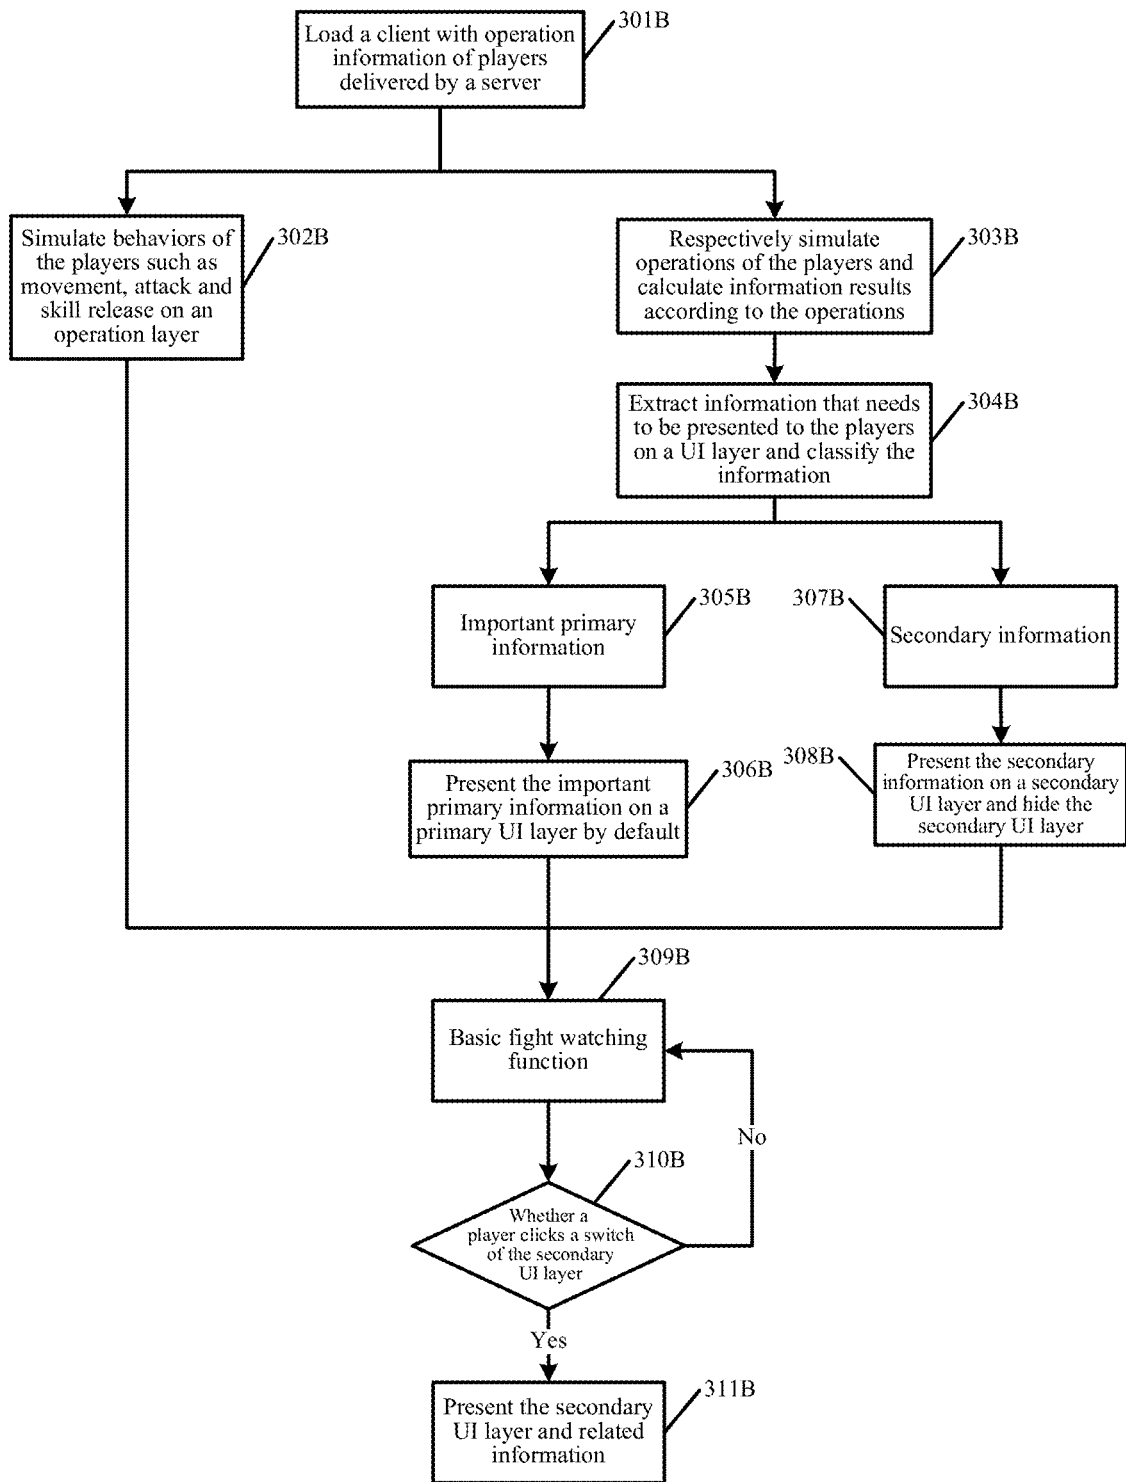 Load a client with operation
information of players
delivered by a server
301B
Simulate behaviors of
the players such as
movement, attack and
skill release on an
operation layer
302B
Respectively simulate
operations of the players and
calculate information results
according to the operations
303B
Extract information that needs
to be presented to the players
on a UI layer and classify the
information
304B
Important primary
information
305B
307B
Secondary information
Present the important
primary information on a
primary UI layer by default
306B
308B
Present the secondary
information on a secondary
UI layer and hide the
secondary UI layer
309B
Basic fight watching
function
No
310B
Whether a
player clicks a switch
of the secondary
UI layer
Yes
311B
Present the secondary
UI layer and related
information